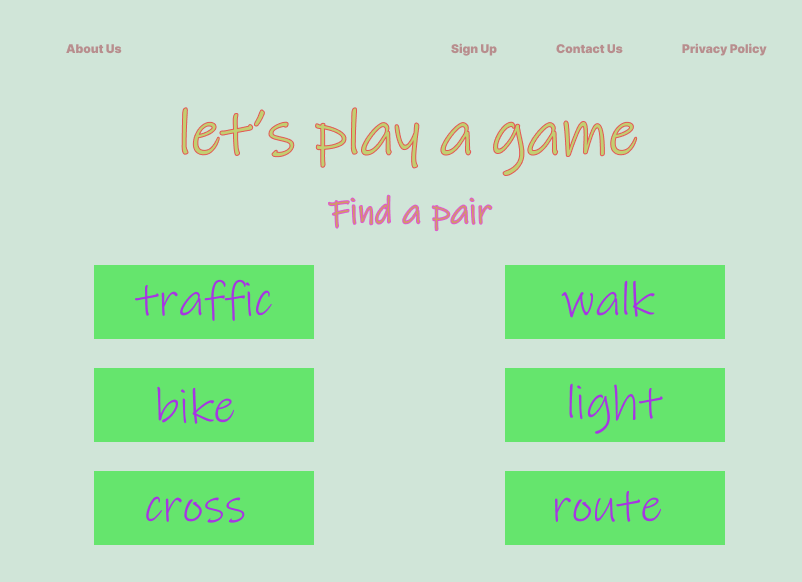 About Us Sign Up Contact Us Privacy Policy
let's play a game
Find a pair
traffic walk
bike light
cross route